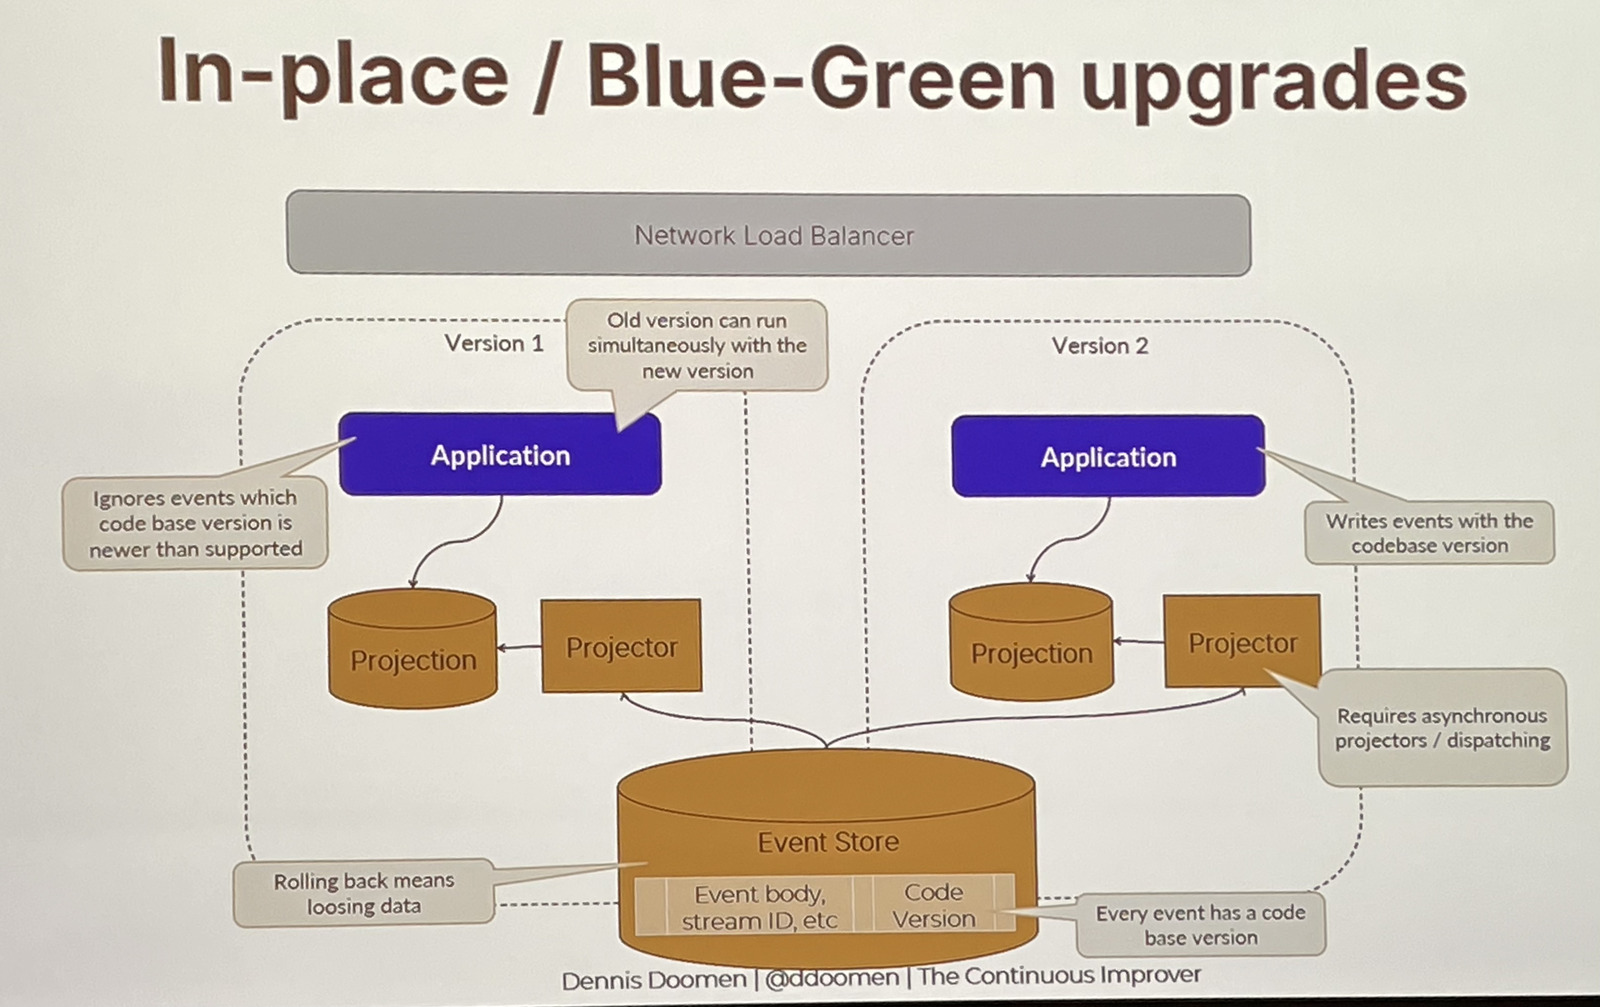 In-place / Blue-Green upgrades
Network Load Balancer
Version 1
Old version can run
simultaneously with the
new version
Version 2
Application
Application
Ignores events which
code base version is
newer than supported
Writes events with the
codebase version
Projection
Projector
Projection
Projector
Requires asynchronous
projectors / dispatching
Event Store
Rolling back means
loosing data
Event body,
stream ID, etc
Code
Version
Every event has a code
base version
Dennis Doomen | @ddoomen | The Continuous Improver